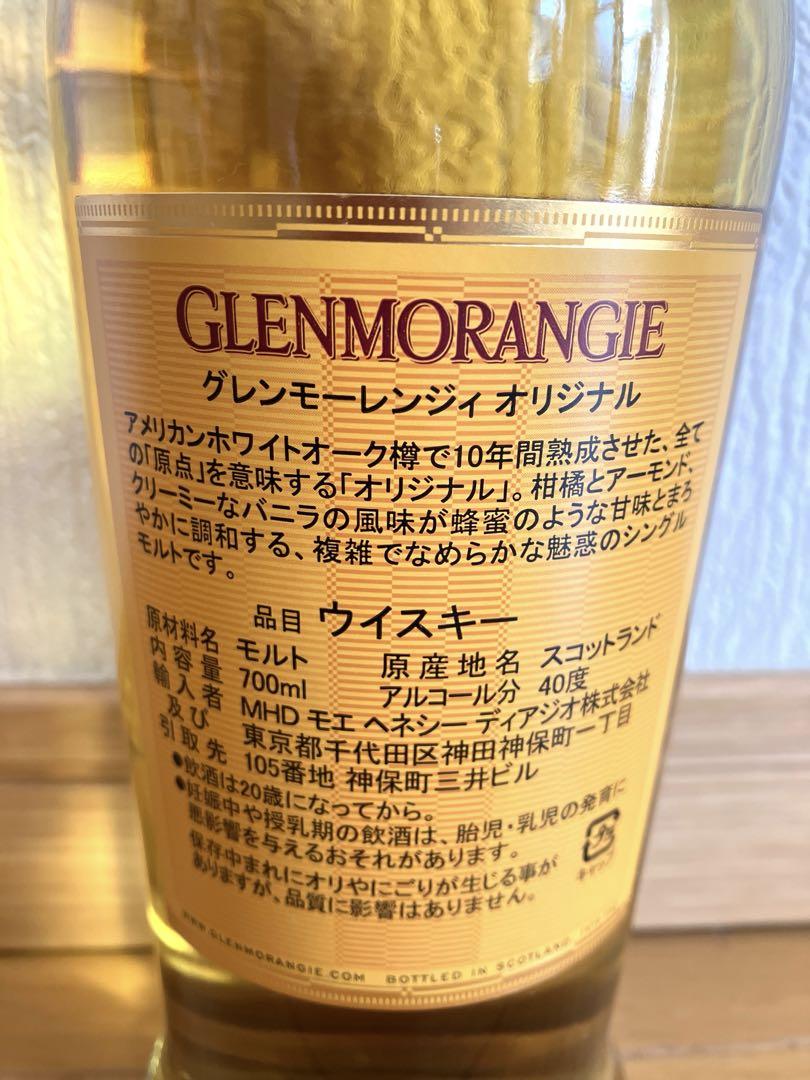 GLENMORANGIE
グレンモーレンジィ オリジナル
アメリカンホワイトオーク樽で10年間熟成させた、全て
の「原点」を意味する「オリジナル」。柑橘とアーモンド、
クリーミーなバニラの風味が蜂蜜のような甘味とまろ
やかに調和する、複雑でなめらかな魅惑のシングル
モルトです。
品目 ウイスキー
原材料名 モルト 原産地名 スコットランド
内容量 700ml アルコール分 40度
輸入者 MHD モエ ヘネシー ディアジオ株式会社
及び 東京都千代田区神田神保町一丁目
引取先 105番地 神保町三井ビル
●飲酒は20歳になってから。
●妊娠中や授乳期の飲酒は、胎児・乳児の発育に
悪影響を与えるおそれがあります。
保存中まれにオリやにごりが生じる事が
ありますが、品質に影響はありません。
キャップ
WWW.GLENMORANGIE.COM BOTTLED IN SCOTLAND